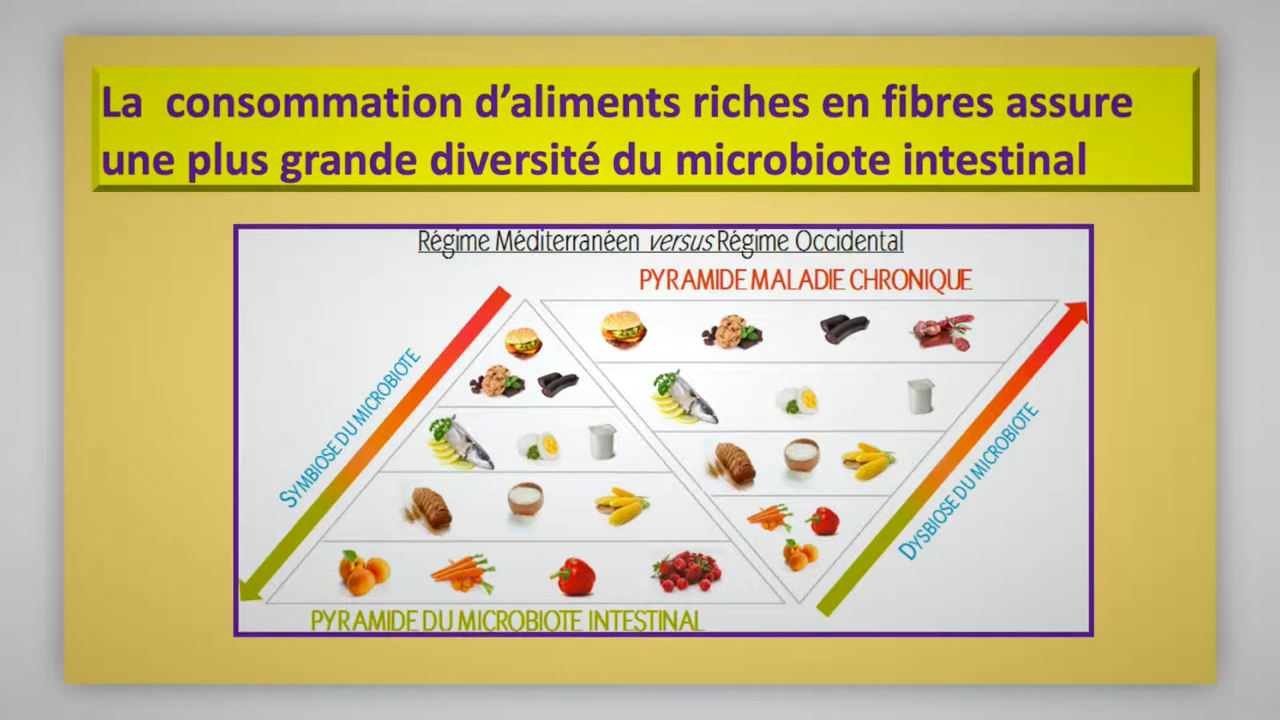 La consommation d’aliments riches en fibres assure
une plus grande diversité du microbiote intestinal
Régime Méditerranéen versus Régime Occidental
PYRAMIDE MALADIE CHRONIQUE
SYMBIOSE DU MICROBIOTE
DYSBIOSE DU MICROBIOTE
PYRAMIDE DU MICROBIOTE INTESTINAL